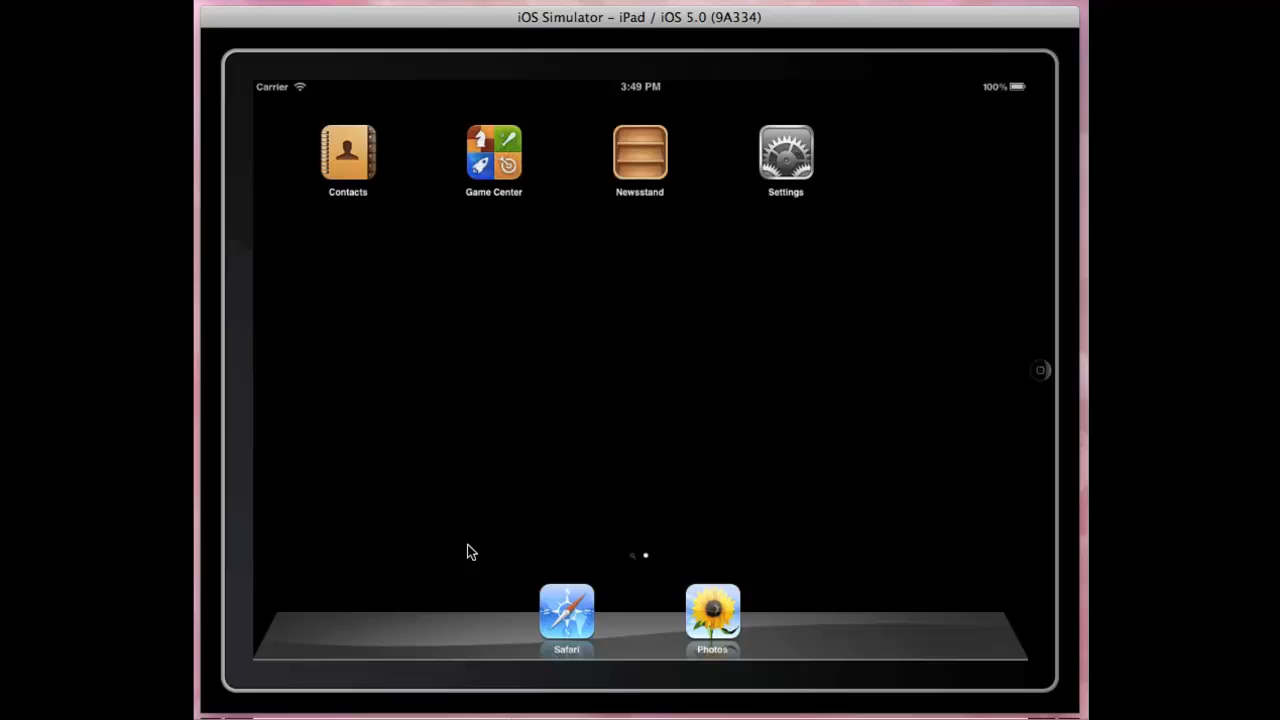 iOS Simulator - iPad / iOS 5.0 (9A334)
Carrier 3:49 PM 100%
Contacts Game Center Newsstand Settings
Safari Photos